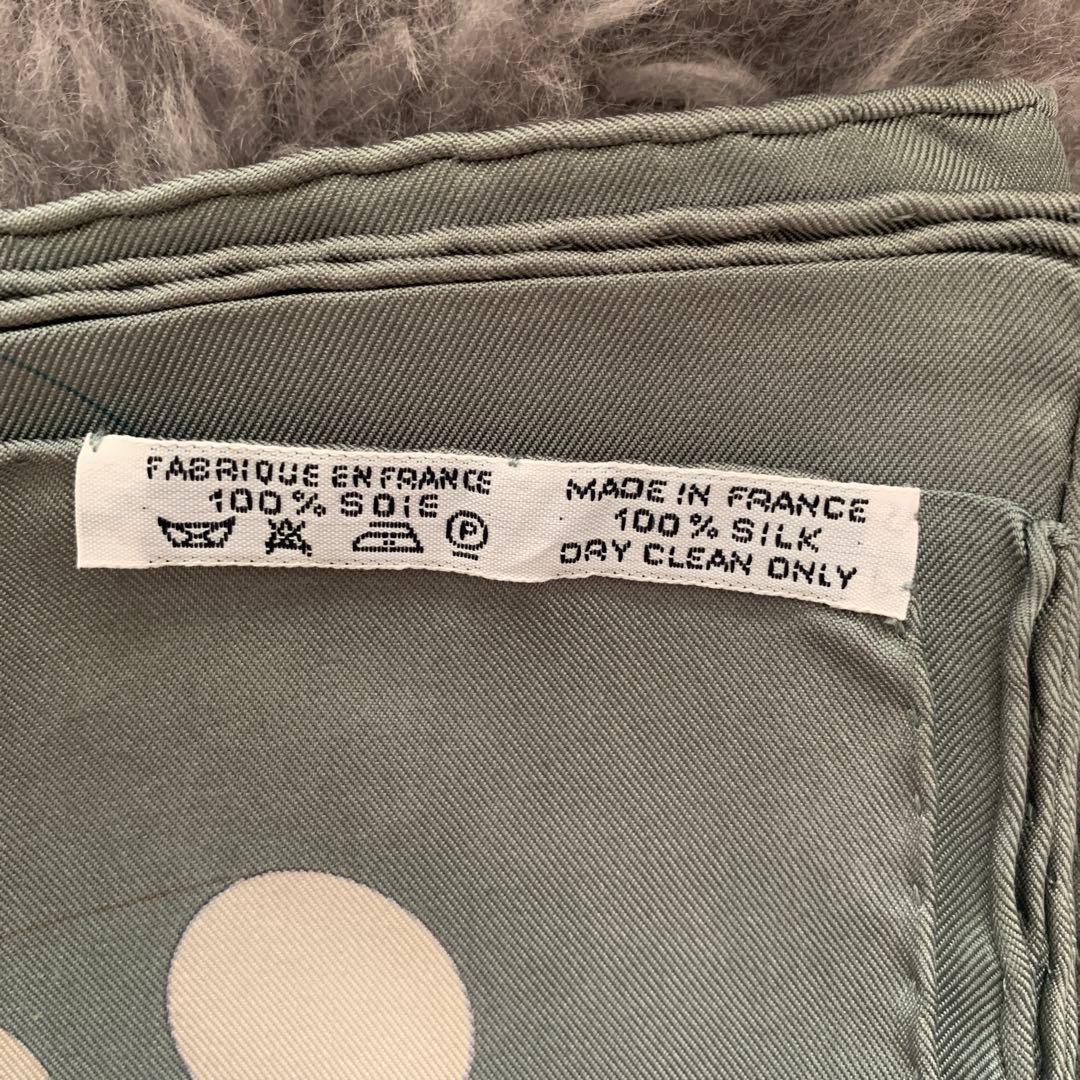 FABRIQUE EN FRANCE
100% SOIE
P
MADE IN FRANCE
100% SILK
DRY CLEAN ONLY